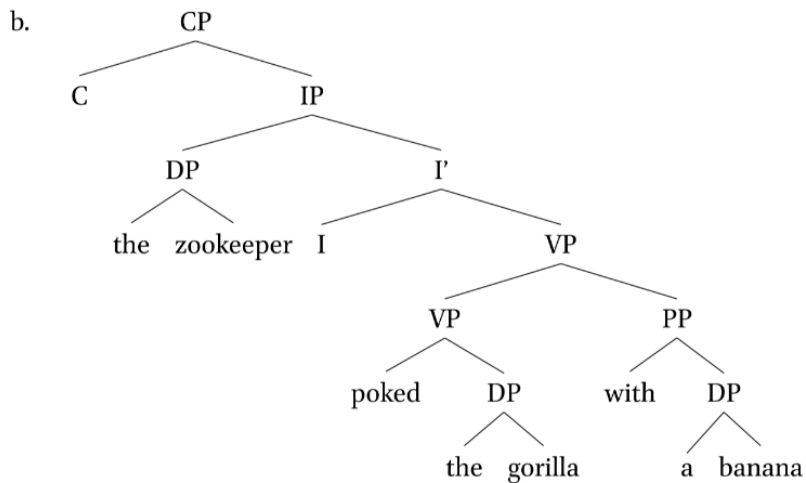 b. CP
C IP
DP I’
the zookeeper I VP
VP PP
poked DP with DP
the gorilla a banana